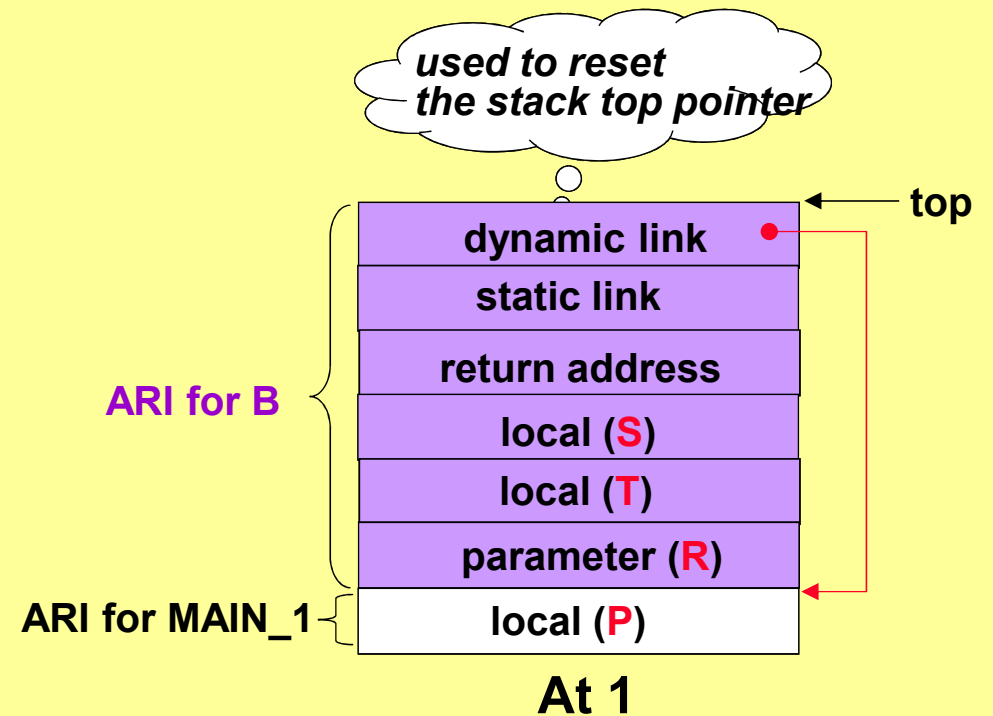 used to reset
the stack top pointer
top
dynamic link
static link
return address
ARI for B
local (S)
local (T)
parameter (R)
ARI for MAIN_1
local (P)
At 1